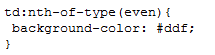 td:nth-of-type(even){
 background-color: #ddf;
}